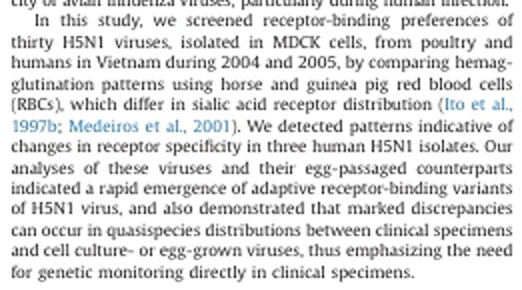 city of avian influenza viruses, particularly during human infection.
In this study, we screened receptor-binding preferences of
thirty H5N1 viruses, isolated in MDCK cells, from poultry and
humans in Vietnam during 2004 and 2005, by comparing hemag-
glutination patterns using horse and guinea pig red blood cells
(RBCs), which differ in sialic acid receptor distribution (Ito et al.,
1997b; Medeiros et al., 2001). We detected patterns indicative of
changes in receptor specificity in three human H5N1 isolates. Our
analyses of these viruses and their egg-passaged counterparts
indicated a rapid emergence of adaptive receptor-binding variants
of H5N1 virus, and also demonstrated that marked discrepancies
can occur in quasispecies distributions between clinical specimens
and cell culture- or egg-grown viruses, thus emphasizing the need
for genetic monitoring directly in clinical specimens.